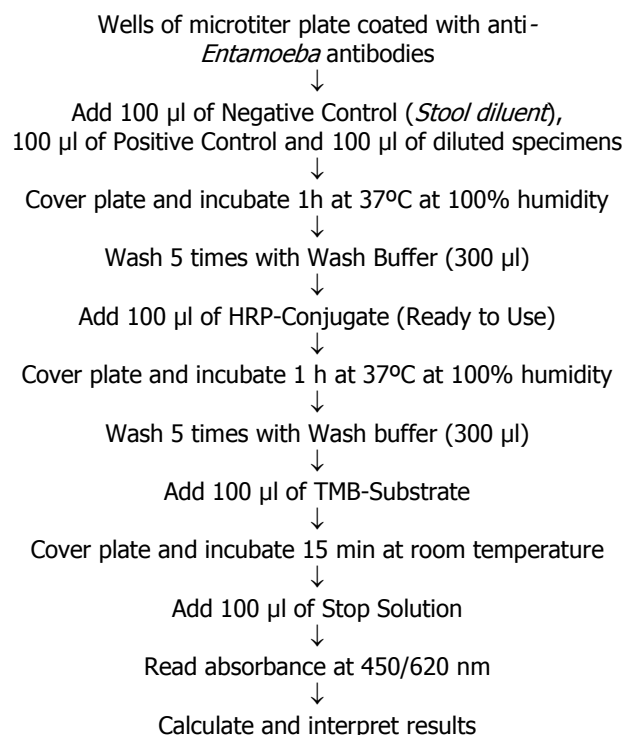 Wells of microtiter plate coated with anti-
Entamoeba antibodies
↓
Add 100 µl of Negative Control (Stool diluent),
100 µl of Positive Control and 100 µl of diluted specimens
↓
Cover plate and incubate 1h at 37ºC at 100% humidity
↓
Wash 5 times with Wash Buffer (300 µl)
↓
Add 100 µl of HRP-Conjugate (Ready to Use)
↓
Cover plate and incubate 1 h at 37ºC at 100% humidity
↓
Wash 5 times with Wash buffer (300 µl)
↓
Add 100 µl of TMB-Substrate
↓
Cover plate and incubate 15 min at room temperature
↓
Add 100 µl of Stop Solution
↓
Read absorbance at 450/620 nm
↓
Calculate and interpret results